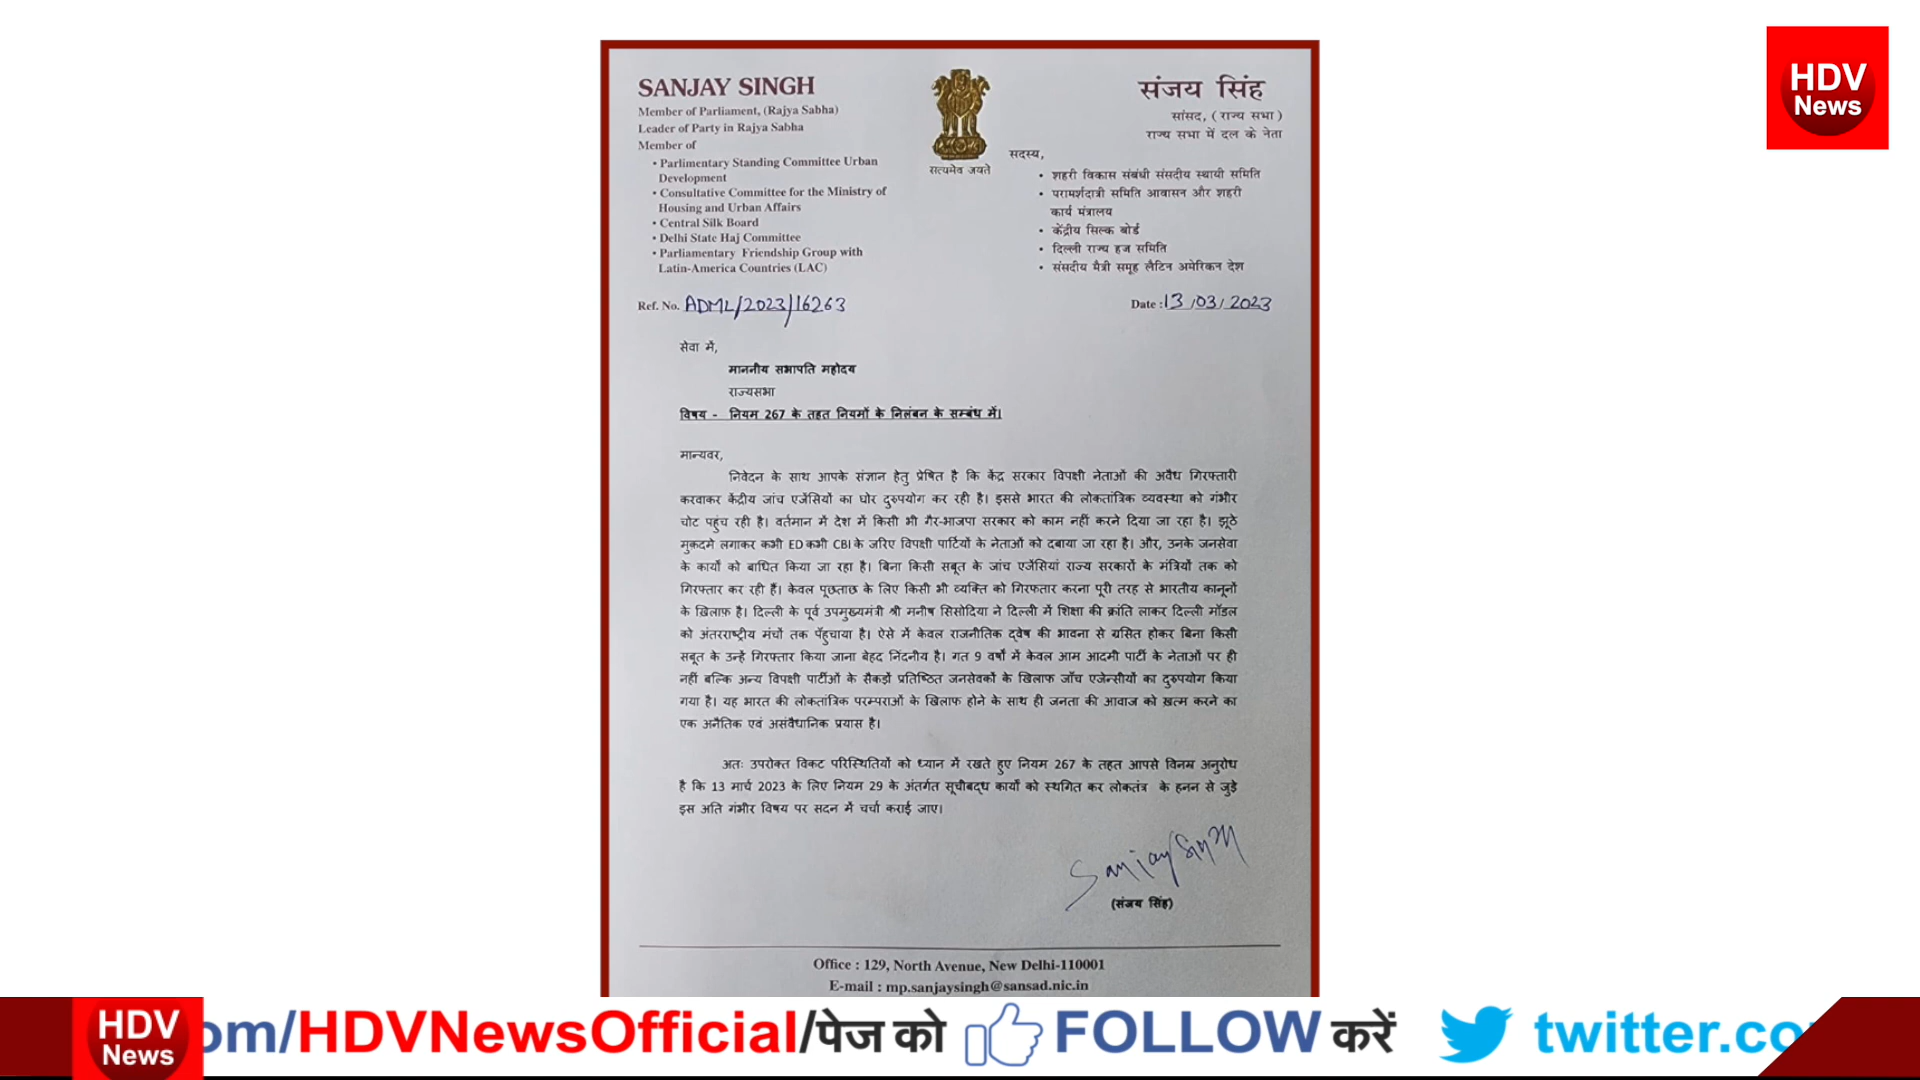 HDV
News
SANJAY SINGH
Member of Parliament, (Rajya Sabha)
Leader of Party in Rajya Sabha
Member of
• Parlimentary Standing Committee Urban
Development
• Consultative Committee for the Ministry of
Housing and Urban Affairs
• Central Silk Board
• Delhi State Haj Committee
• Parliamentary Friendship Group with
Latin-America Countries (LAC)
सत्यमेव जयते
संजय सिंह
सांसद, (राज्य सभा)
राज्य सभा में दल के नेता
सदस्य,
• शहरी विकास संबंधी संसदीय स्थायी समिति
• परामर्शदात्री समिति आवासन और शहरी
कार्य मंत्रालय
• केंद्रीय सिल्क बोर्ड
• दिल्ली राज्य हज समिति
• संसदीय मैत्री समूह लैटिन अमेरिकन देश
Ref. No. ADML/2023/16263
Date : 13/03/2023
सेवा में,
माननीय सभापति महोदय
राज्यसभा
विषय - नियम 267 के तहत नियमों के निलंबन के सम्बंध में।
मान्यवर,
निवेदन के साथ आपके संज्ञान हेतु प्रेषित है कि केंद्र सरकार विपक्षी नेताओं की अवैध गिरफ्तारी
करवाकर केंद्रीय जांच एजेंसियों का घोर दुरुपयोग कर रही है। इससे भारत की लोकतांत्रिक व्यवस्था को गंभीर
चोट पहुंच रही है। वर्तमान में देश में किसी भी गैर-भाजपा सरकार को काम नहीं करने दिया जा रहा है। झूठे
मुकदमे लगाकर कभी ED कभी CBI के जरिए विपक्षी पार्टियों के नेताओं को दबाया जा रहा है। और, उनके जनसेवा
के कार्यों को बाधित किया जा रहा है। बिना किसी सबूत के जांच एजेंसियां राज्य सरकारों के मंत्रियों तक को
गिरफ्तार कर रही हैं। केवल पूछताछ के लिए किसी भी व्यक्ति को गिरफतार करना पूरी तरह से भारतीय कानूनों
के ख़िलाफ है। दिल्ली के पूर्व उपमुख्यमंत्री श्री मनीष सिसोदिया ने दिल्ली में शिक्षा की क्रांति लाकर दिल्ली मॉडल
को अंतरराष्ट्रीय मंचों तक पँहुचाया है। ऐसे में केवल राजनीतिक द्वेष की भावना से ग्रसित होकर बिना किसी
सबूत के उन्हें गिरफ्तार किया जाना बेहद निंदनीय है। गत 9 वर्षों में केवल आम आदमी पार्टी के नेताओं पर ही
नहीं बल्कि अन्य विपक्षी पार्टीओं के सैकड़ों प्रतिष्ठित जनसेवकों के खिलाफ जाँच एजेन्सीयों का दुरुपयोग किया
गया है। यह भारत की लोकतांत्रिक परम्पराओं के खिलाफ होने के साथ ही जनता की आवाज को ख़त्म करने का
एक अनैतिक एवं असंवैधानिक प्रयास है।
अतः उपरोक्त विकट परिस्थितियों को ध्यान में रखते हुए नियम 267 के तहत आपसे विनम्र अनुरोध
है कि 13 मार्च 2023 के लिए नियम 29 के अंतर्गत सूचीबद्ध कार्यों को स्थगित कर लोकतंत्र के हनन से जुड़े
इस अति गंभीर विषय पर सदन में चर्चा कराई जाए।
Sanjay Singh
(संजय सिंह)
Office : 129, North Avenue, New Delhi-110001
E-mail : mp.sanjaysingh@sansad.nic.in
HDV
News
om/HDVNewsOfficial/पेज को FOLLOW करें twitter.co